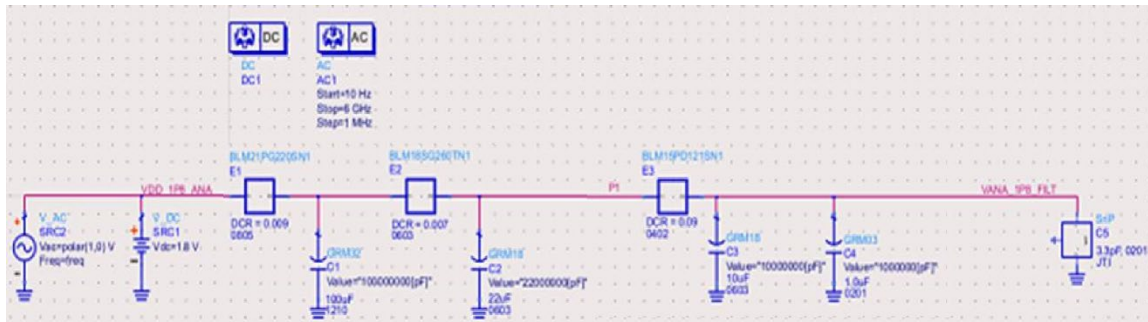 DC
AC
DC
DC1
AC
AC1
Start=10 Hz
Stop=6 GHz
Step=1 MHz
BLM21PG220SN1
E1
BLM18SG260TN1
E2
BLM15PD121SN1
E3
VDD_1P8_ANA
P1
VANA_1P8_FILT
V_AC
SRC2
Vac=polar(1,0) V
Freq=freq
V_DC
SRC1
Vdc=1.8 V
DCR = 0.009
0805
DCR = 0.007
0603
DCR = 0.09
0402
GRM32
C1
Value="100000000[pF]"
100uF
1210
GRM18
C2
Value="22000000[pF]"
22uF
0603
GRM18
C3
Value="10000000[pF]"
10uF
0603
GRM03
C4
Value="1000000[pF]"
1.0uF
0201
SnP
C5
1
3.3pF, 0201
JTI